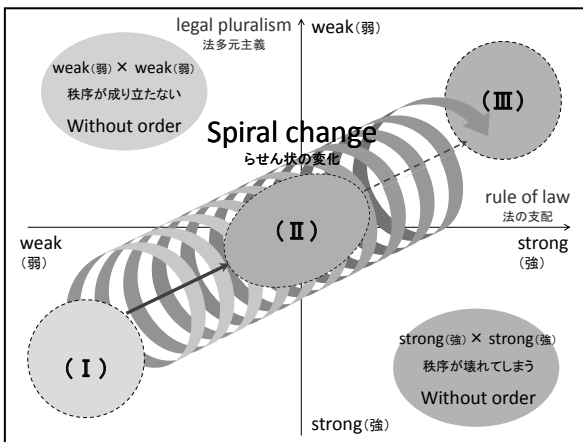 legal pluralism
法多元主義
weak(弱)
weak(弱) × weak(弱)
秩序が成り立たない
Without order
(Ⅲ)
Spiral change
らせん状の変化
rule of law
法の支配
weak
(弱)
(Ⅱ)
strong
(強)
(Ⅰ)
strong(強) × strong(強)
秩序が壊れてしまう
Without order
strong(強)